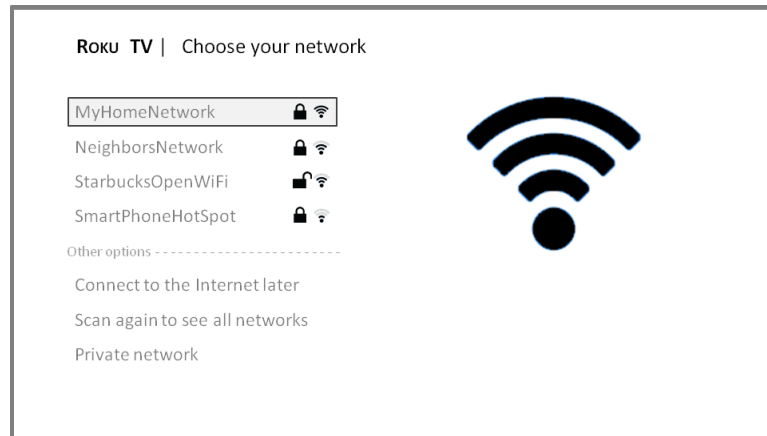 ROKU TV | Choose your network
MyHomeNetwork
NeighborsNetwork
StarbucksOpenWiFi
SmartPhoneHotSpot
Other options ------------------------
Connect to the Internet later
Scan again to see all networks
Private network